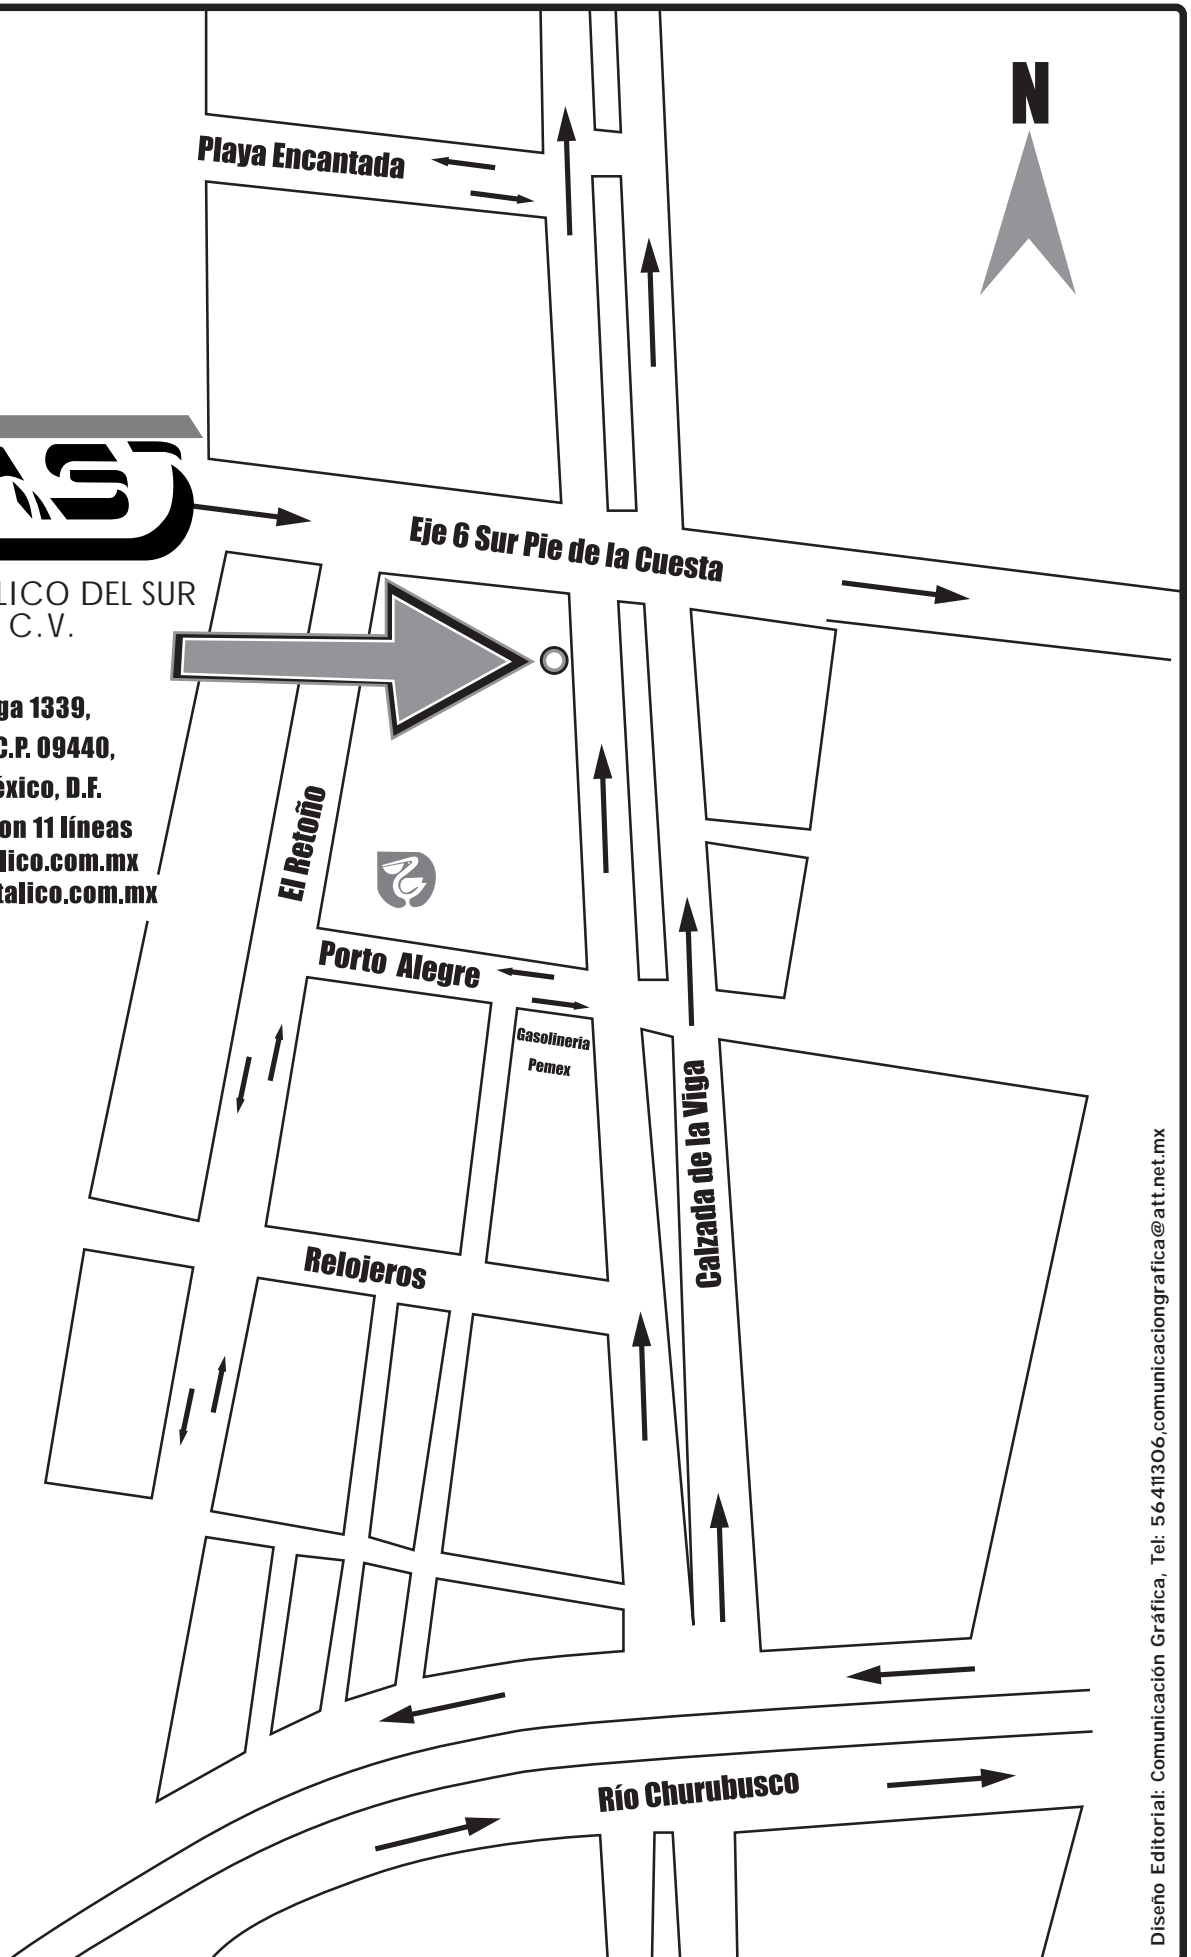 N
Playa Encantada
AS
LICO DEL SUR
C.V.
Eje 6 Sur Pie de la Cuesta
ga 1339,
C.P. 09440,
éxico, D.F.
on 11 líneas
lico.com.mx
talico.com.mx
El Retoño
Porto Alegre
Gasolineria
Pemex
Calzada de la Viga
Relojeros
Río Churubusco
Diseño Editorial: Comunicación Gráfica, Tel: 56411306,comunicaciongrafica@att.net.mx